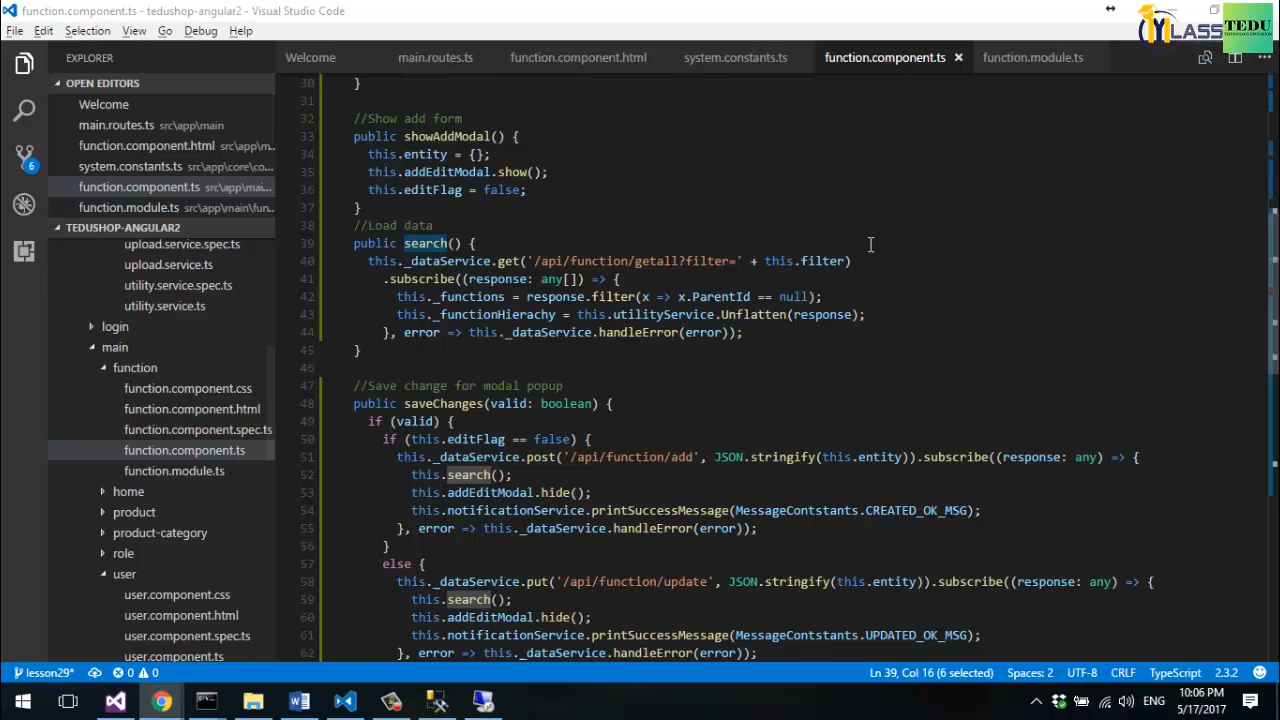 function.component.ts - tedushop-angular2 - Visual Studio Code
File Edit Selection View Go Debug Help
CLASS TEDU
EXPLORER
Welcome main.routes.ts function.component.html system.constants.ts function.component.ts × function.module.ts
OPEN EDITORS
Welcome
main.routes.ts src\app\main
function.component.html src\app\m...
system.constants.ts src\app\core\co...
function.component.ts src\app\mai...
function.module.ts src\app\main\fun...
TEDUSHOP-ANGULAR2
upload.service.spec.ts
upload.service.ts
utility.service.spec.ts
utility.service.ts
login
main
function
function.component.css
function.component.html
function.component.spec.ts
function.component.ts
function.module.ts
home
product
product-category
role
user
user.component.css
user.component.html
user.component.spec.ts
user.component.ts
6
30 }
31
32 //Show add form
33 public showAddModal() {
34 this.entity = {};
35 this.addEditModal.show();
36 this.editFlag = false;
37 }
38 //Load data
39 public search() {
40 this._dataService.get('/api/function/getall?filter=' + this.filter)
41 .subscribe((response: any[]) => {
42 this._functions = response.filter(x => x.ParentId == null);
43 this._functionHierachy = this.utilityService.Unflatten(response);
44 }, error => this._dataService.handleError(error));
45 }
46
47 //Save change for modal popup
48 public saveChanges(valid: boolean) {
49 if (valid) {
50 if (this.editFlag == false) {
51 this._dataService.post('/api/function/add', JSON.stringify(this.entity)).subscribe((response: any) => {
52 this.search();
53 this.addEditModal.hide();
54 this.notificationService.printSuccessMessage(MessageContstants.CREATED_OK_MSG);
55 }, error => this._dataService.handleError(error));
56 }
57 else {
58 this._dataService.put('/api/function/update', JSON.stringify(this.entity)).subscribe((response: any) => {
59 this.search();
60 this.addEditModal.hide();
61 this.notificationService.printSuccessMessage(MessageContstants.UPDATED_OK_MSG);
62 }, error => this._dataService.handleError(error));
lesson29* 0 0 Ln 39, Col 16 (6 selected) Spaces: 2 UTF-8 CRLF TypeScript 2.3.2
ENG 10:06 PM
5/17/2017